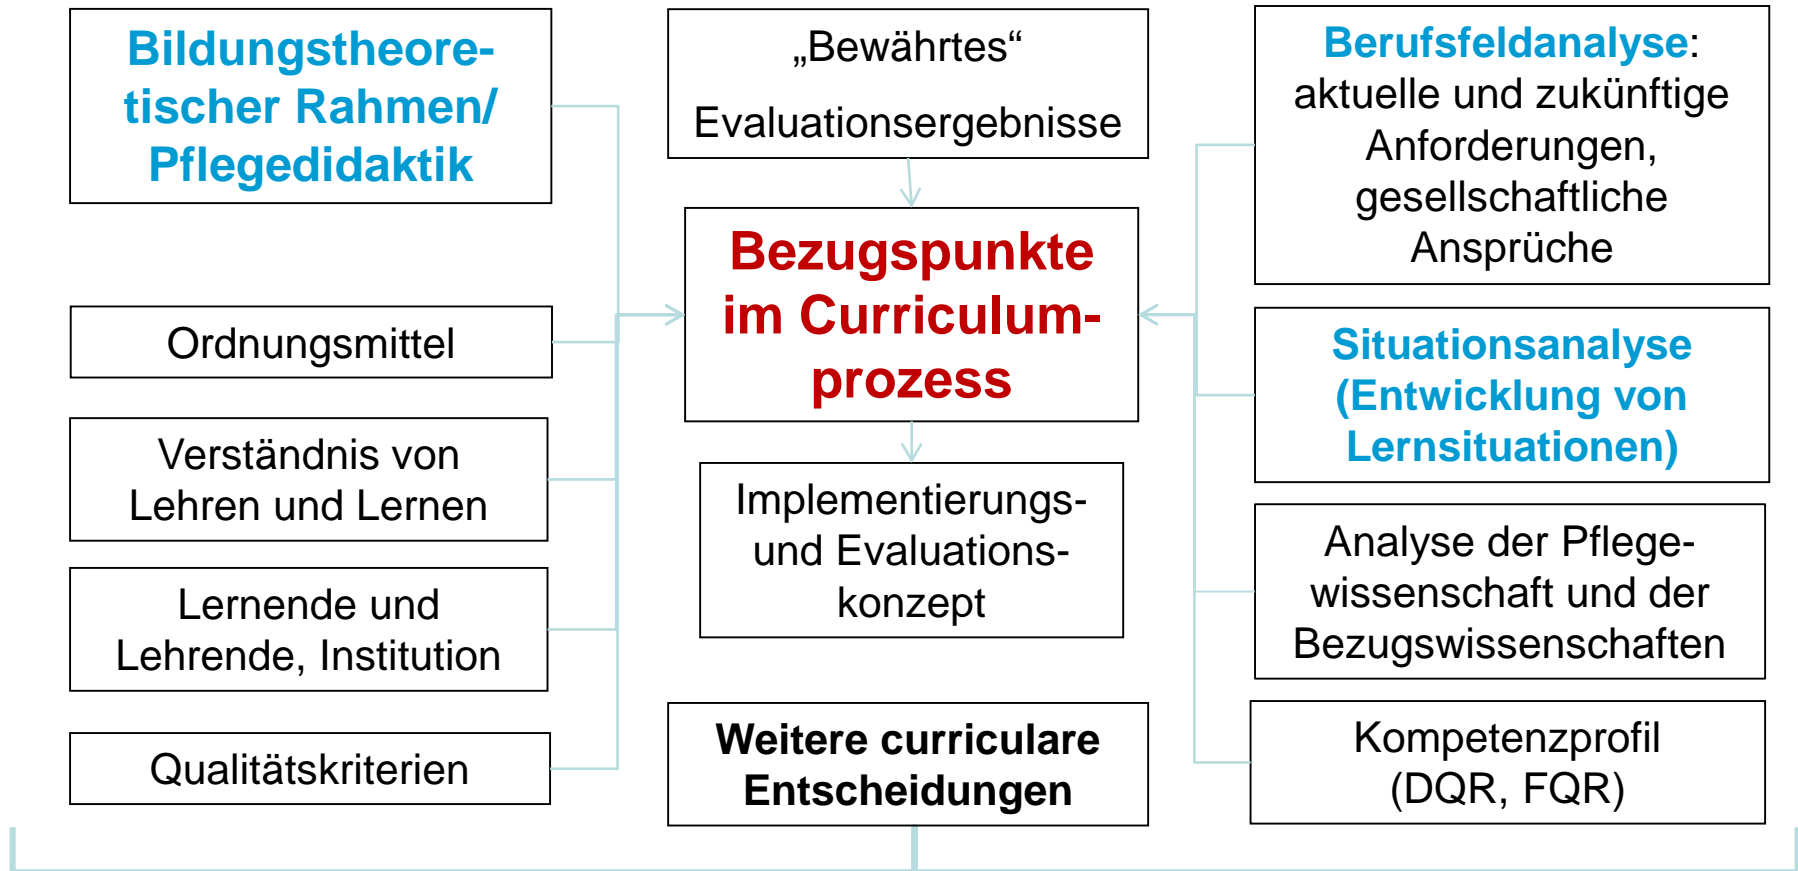 Bildungstheore-
tischer Rahmen/
Pflegedidaktik
Ordnungsmittel
Verständnis von
Lehren und Lernen
Lernende und
Lehrende, Institution
Qualitätskriterien
„Bewährtes“
Evaluationsergebnisse
Bezugspunkte
im Curriculum-
prozess
Implementierungs-
und Evaluations-
konzept
Weitere curriculare
Entscheidungen
Berufsfeldanalyse:
aktuelle und zukünftige
Anforderungen,
gesellschaftliche
Ansprüche
Situationsanalyse
(Entwicklung von
Lernsituationen)
Analyse der Pflege-
wissenschaft und der
Bezugswissenschaften
Kompetenzprofil
(DQR, FQR)